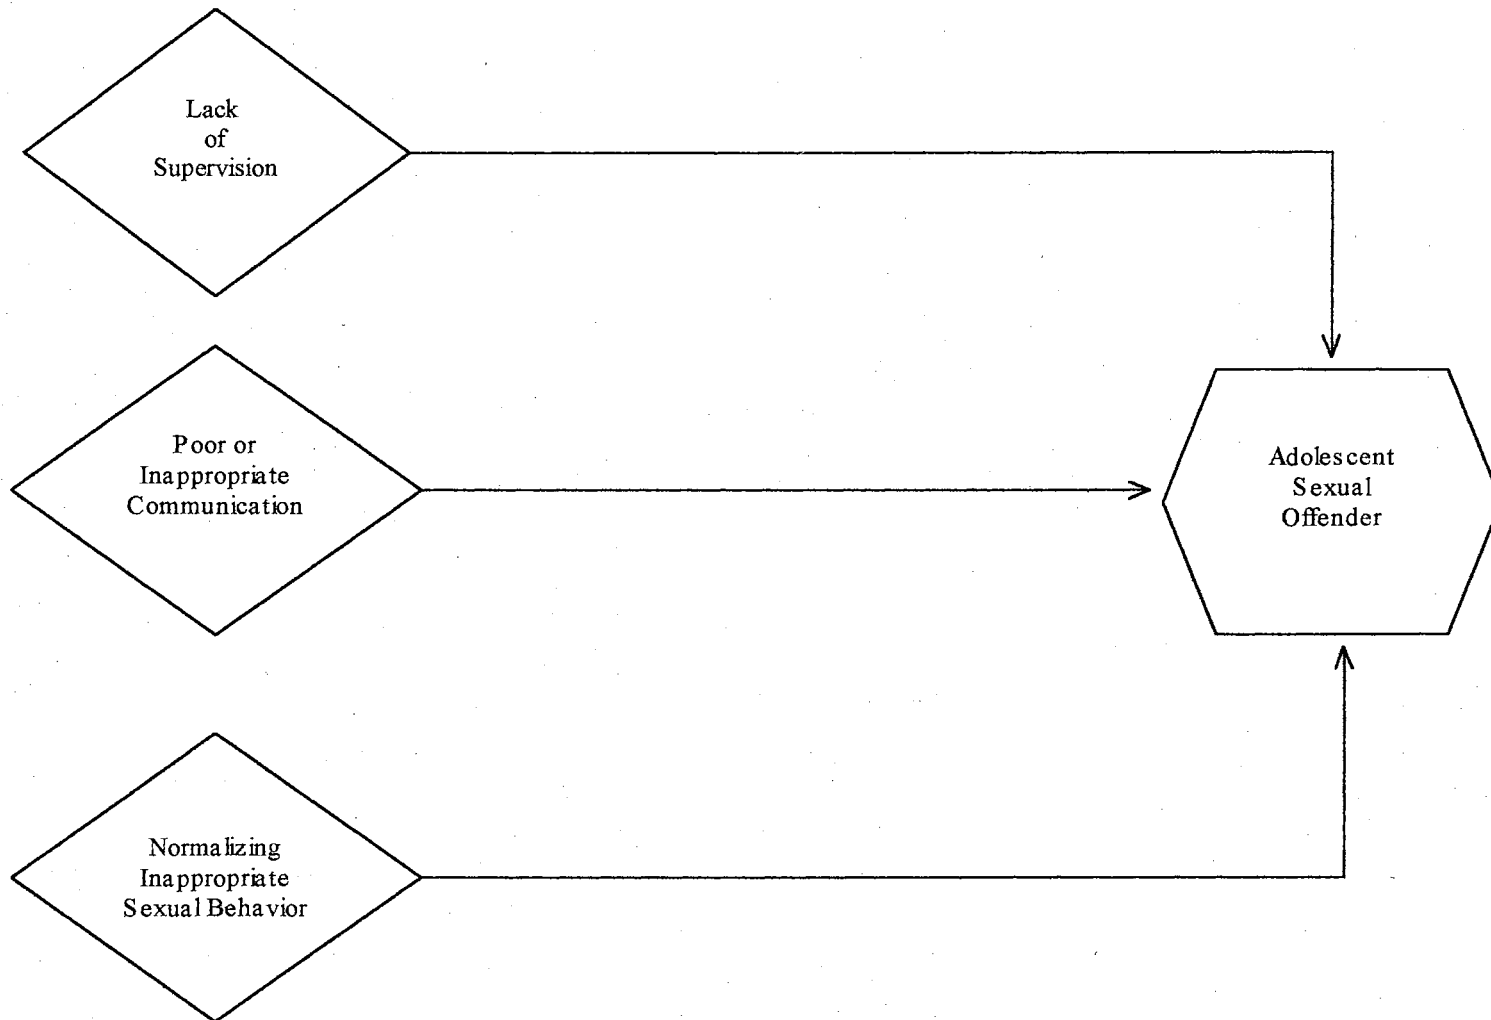 Lack
of
Supervision
Poor or
Inappropriate
Communication
Adolescent
Sexual
Offender
Normalizing
Inappropriate
Sexual Behavior